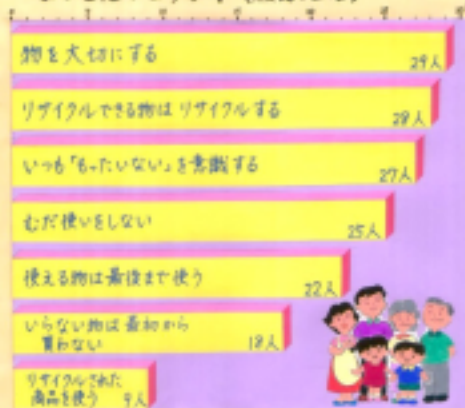 物を大切にする 29人
リサイクルできる物はリサイクルする 28人
いつも「もったいない」を意識する 27人
むだ使いをしない 25人
使える物は最後まで使う 22人
いらない物は最初から
買わない 18人
リサイクルされた
商品を使う 9人